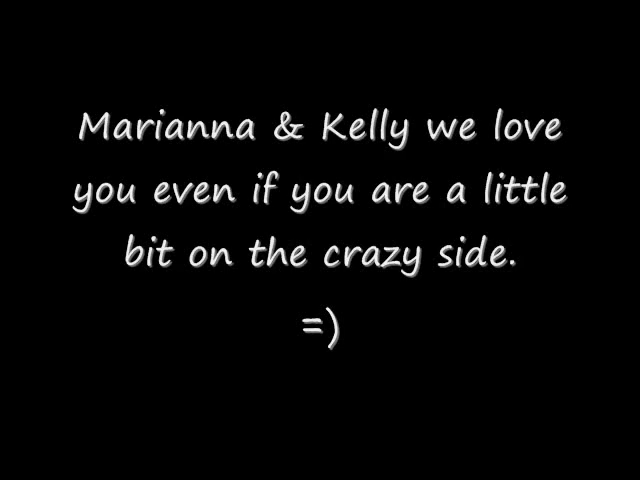 Marianna & Kelly we love
you even if you are a little
bit on the crazy side.
=)